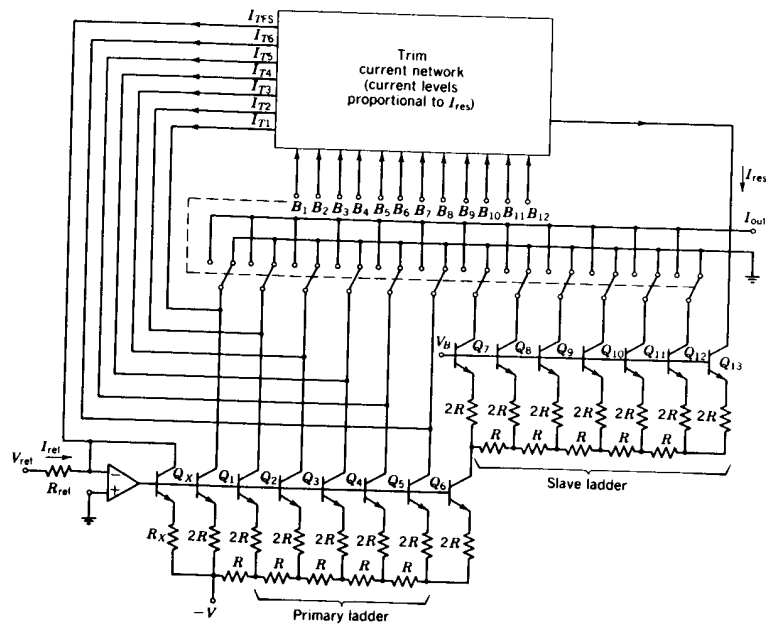 I_TFS
I_T6
I_T5
I_T4
I_T3
I_T2
I_T1
Trim
current network
(current levels
proportional to I_res)
I_res
B_1 B_2 B_3 B_4 B_5 B_6 B_7 B_8 B_9 B_10 B_11 B_12
I_out
V_B Q_7 Q_8 Q_9 Q_10 Q_11 Q_12 Q_13
2R 2R 2R 2R 2R 2R 2R
R R R R R
Slave ladder
I_ref
V_ref
R_ref
− +
Q_X Q_1 Q_2 Q_3 Q_4 Q_5 Q_6
R_X 2R 2R 2R 2R 2R 2R 2R
R R R R R
−V
Primary ladder